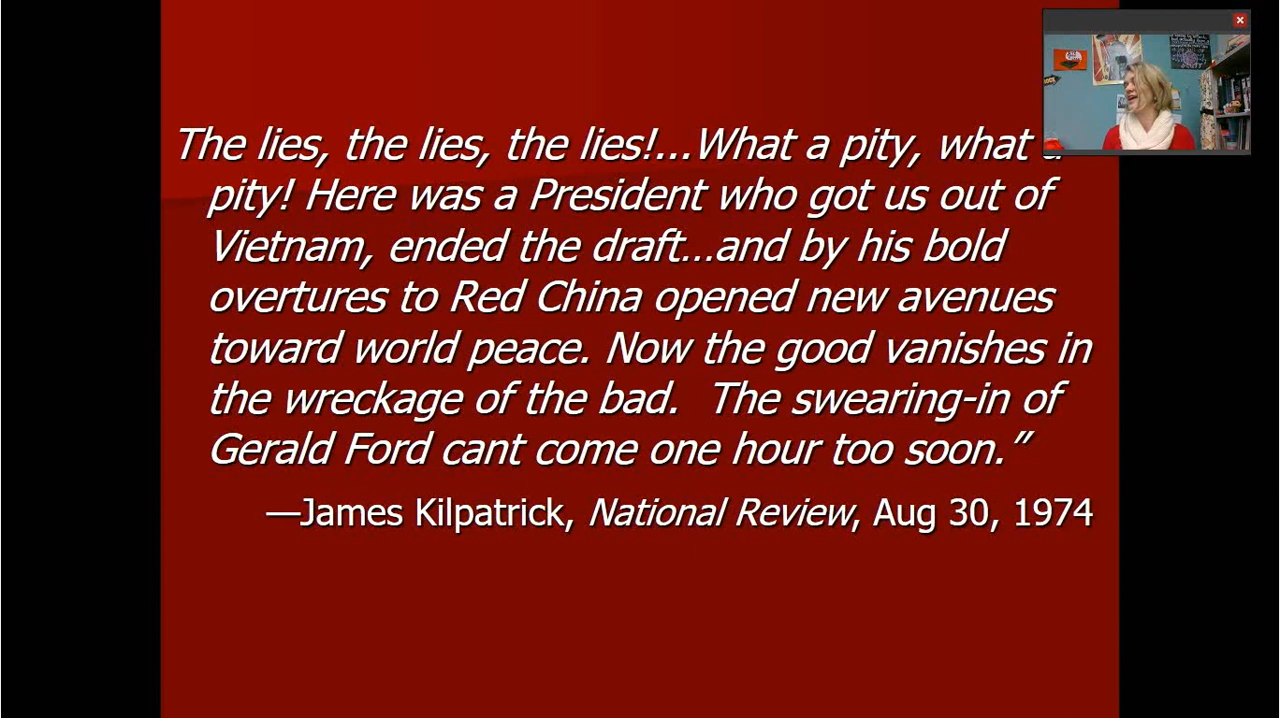 The lies, the lies, the lies!...What a pity, what a
pity! Here was a President who got us out of
Vietnam, ended the draft...and by his bold
overtures to Red China opened new avenues
toward world peace. Now the good vanishes in
the wreckage of the bad.  The swearing-in of
Gerald Ford cant come one hour too soon.”
—James Kilpatrick, National Review, Aug 30, 1974